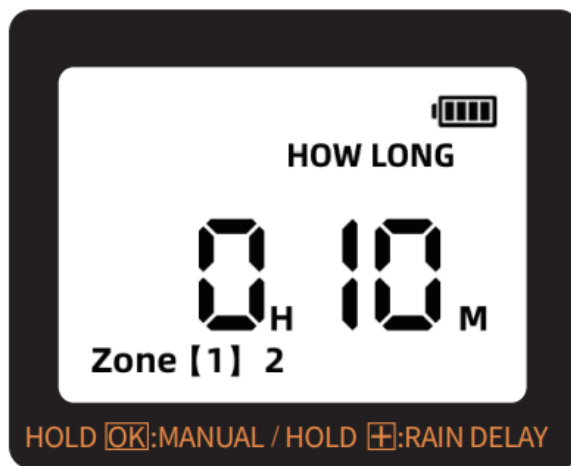 HOW LONG
0H 10M
Zone【1】 2
HOLD OK:MANUAL / HOLD +:RAIN DELAY